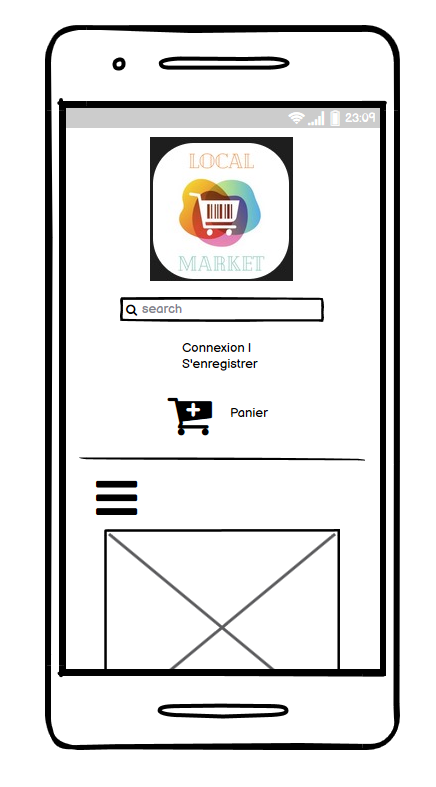 23:09
LOCAL
MARKET
search
Connexion |
S'enregistrer
Panier